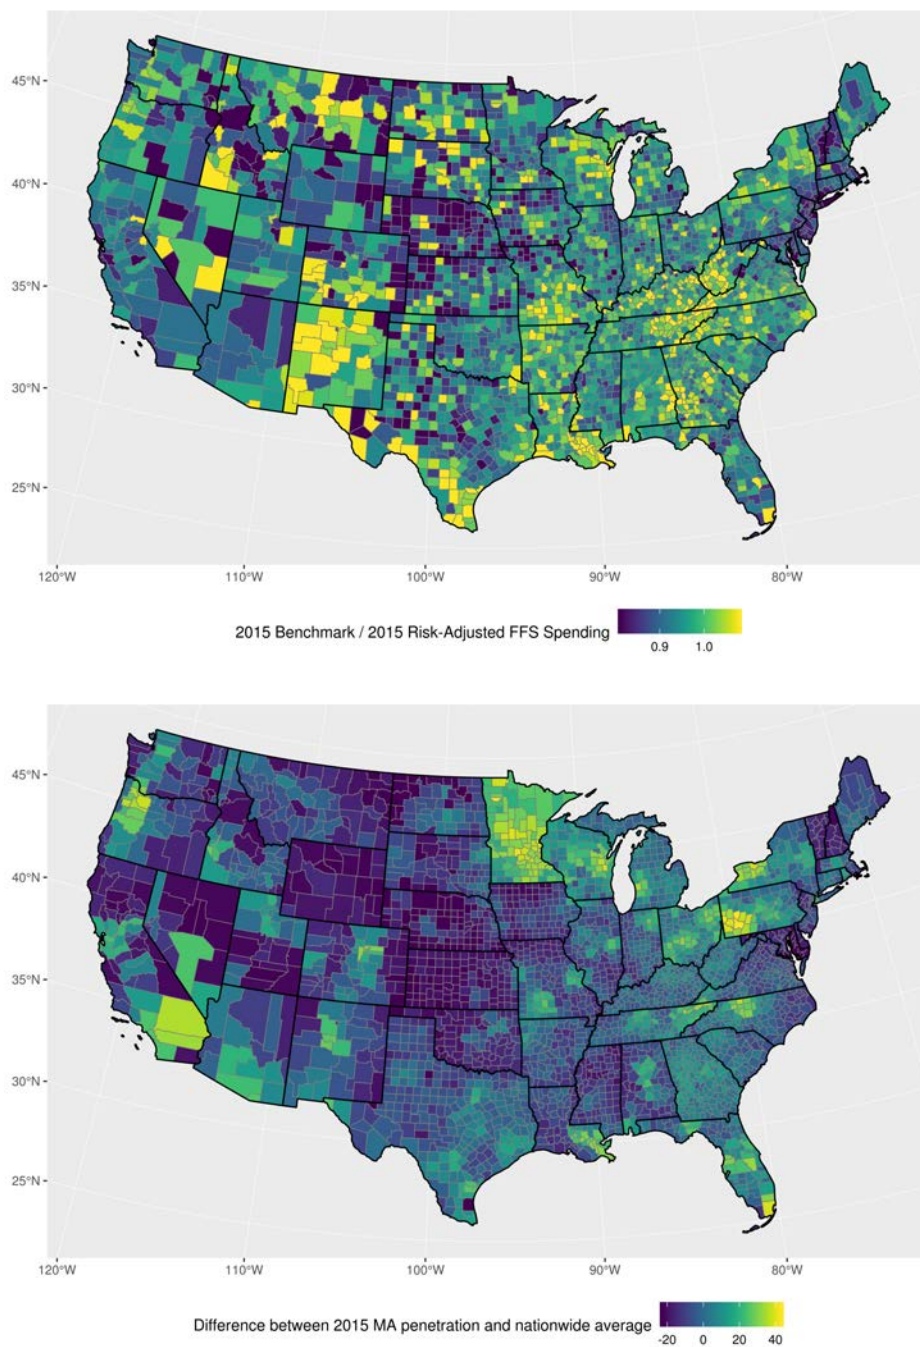 45°N
40°N
35°N
30°N
25°N
120°W 110°W 100°W 90°W 80°W
2015 Benchmark / 2015 Risk-Adjusted FFS Spending
0.9 1.0
45°N
40°N
35°N
30°N
25°N
120°W 110°W 100°W 90°W 80°W
Difference between 2015 MA penetration and nationwide average
-20 0 20 40